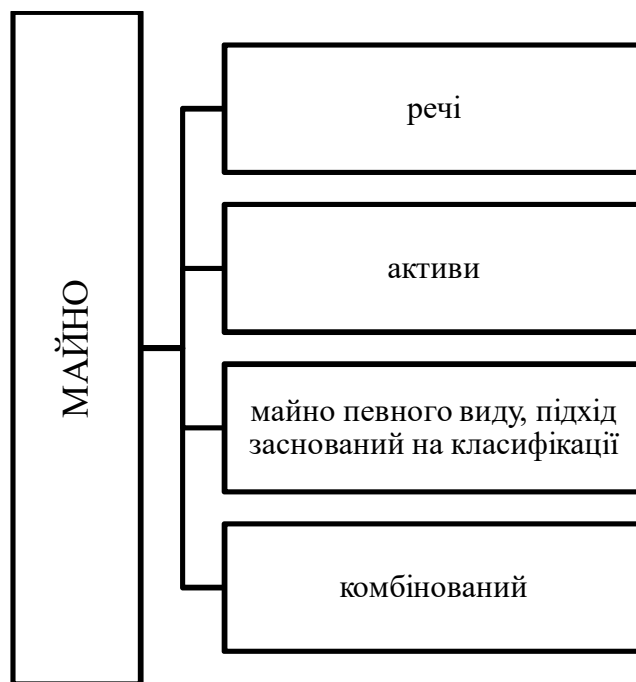 МАЙНО
речі
активи
майно певного виду, підхід
заснований на класифікації
комбінований